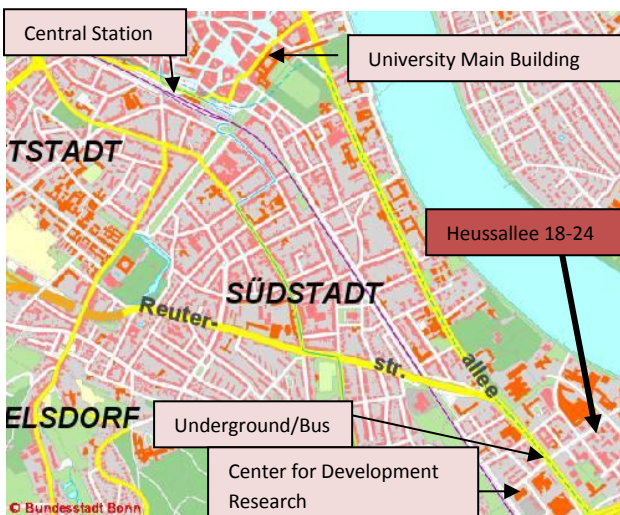 Central Station
University Main Building
TSTADT
Heussallee 18-24
SÜDSTADT
Reuter-
str.
allee
ELSDORF
Underground/Bus
Center for Development
Research
© Bundesstadt Bonn